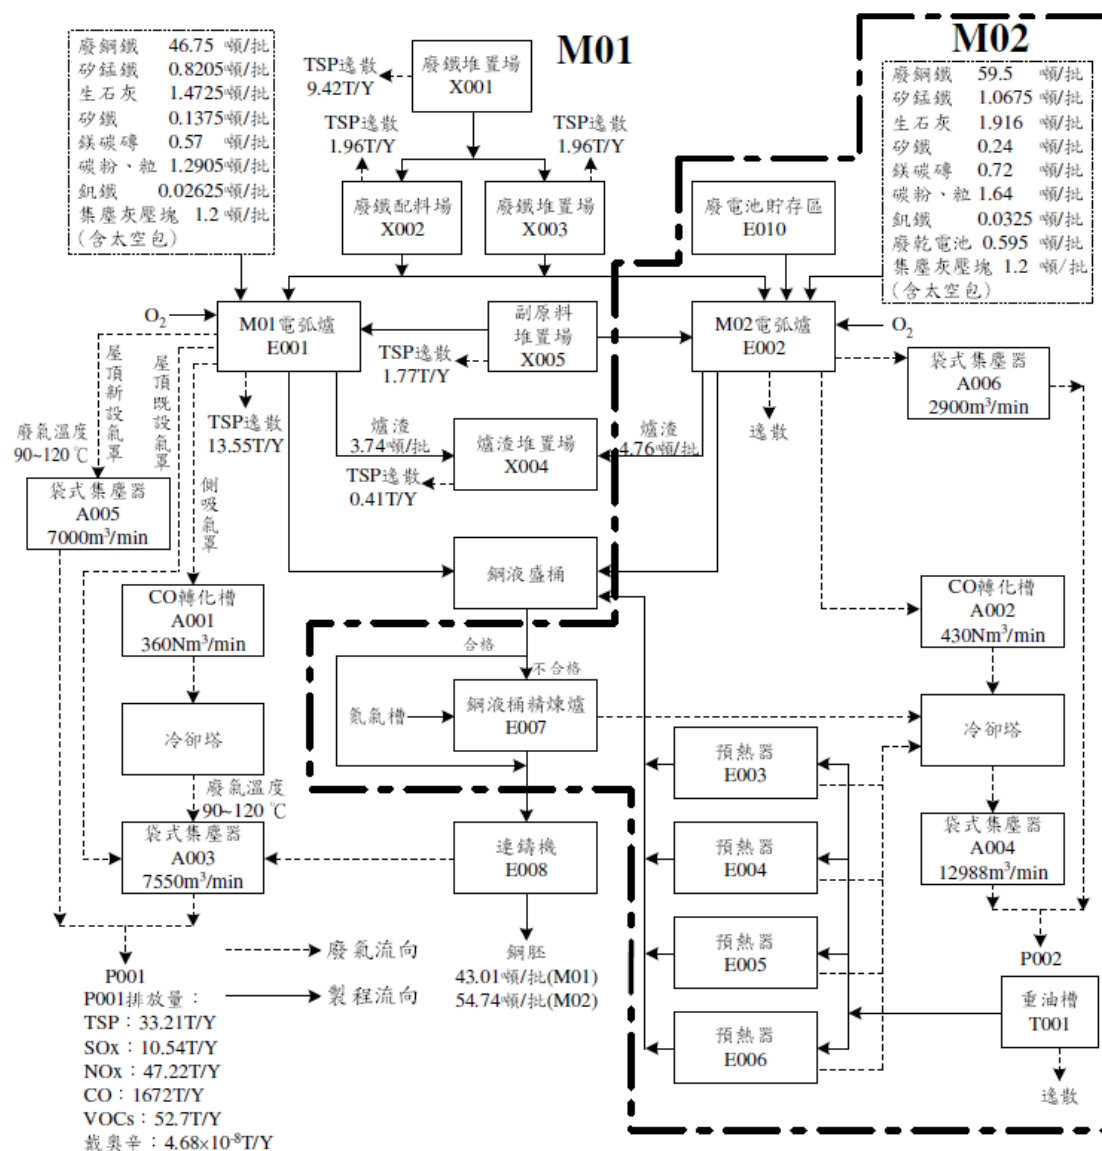 M01
M02
廢鋼鐵 46.75 噸/批
矽錳鐵 0.8205噸/批
生石灰 1.4725噸/批
矽鐵 0.1375噸/批
鎂碳磚 0.57 噸/批
碳粉、粒 1.2905噸/批
釩鐵 0.02625噸/批
集塵灰壓塊 1.2 噸/批
(含太空包)
TSP逸散
9.42T/Y
廢鐵堆置場
X001
TSP逸散
1.96T/Y
TSP逸散
1.96T/Y
廢鐵配料場
X002
廢鐵堆置場
X003
廢電池貯存區
E010
廢鋼鐵 59.5 噸/批
矽錳鐵 1.0675噸/批
生石灰 1.916 噸/批
矽鐵 0.24 噸/批
鎂碳磚 0.72 噸/批
碳粉、粒 1.64 噸/批
釩鐵 0.0325 噸/批
廢乾電池 0.595 噸/批
集塵灰壓塊 1.2 噸/批
(含太空包)
O2
M01電弧爐
E001
副原料
堆置場
X005
M02電弧爐
E002
O2
TSP逸散
1.77T/Y
袋式集塵器
A006
2900m³/min
屋頂新設氣罩
屋頂既設氣罩
側吸氣罩
TSP逸散
13.55T/Y
爐渣
3.74噸/批
爐渣堆置場
X004
爐渣
4.76噸/批
逸散
TSP逸散
0.41T/Y
廢氣溫度
90~120 ℃
袋式集塵器
A005
7000m³/min
鋼液盛桶
CO轉化槽
A001
360Nm³/min
CO轉化槽
A002
430Nm³/min
合格
不合格
氮氣槽
鋼液桶精煉爐
E007
冷卻塔
冷卻塔
預熱器
E003
廢氣溫度
90~120 ℃
袋式集塵器
A003
7550m³/min
連鑄機
E008
預熱器
E004
袋式集塵器
A004
12988m³/min
預熱器
E005
P002
P001
廢氣流向
製程流向
鋼胚
43.01噸/批(M01)
54.74噸/批(M02)
重油槽
T001
預熱器
E006
逸散
P001排放量：
TSP：33.21T/Y
SOx：10.54T/Y
NOx：47.22T/Y
CO：1672T/Y
VOCs：52.7T/Y
戴奧辛：4.68×10⁻⁸T/Y